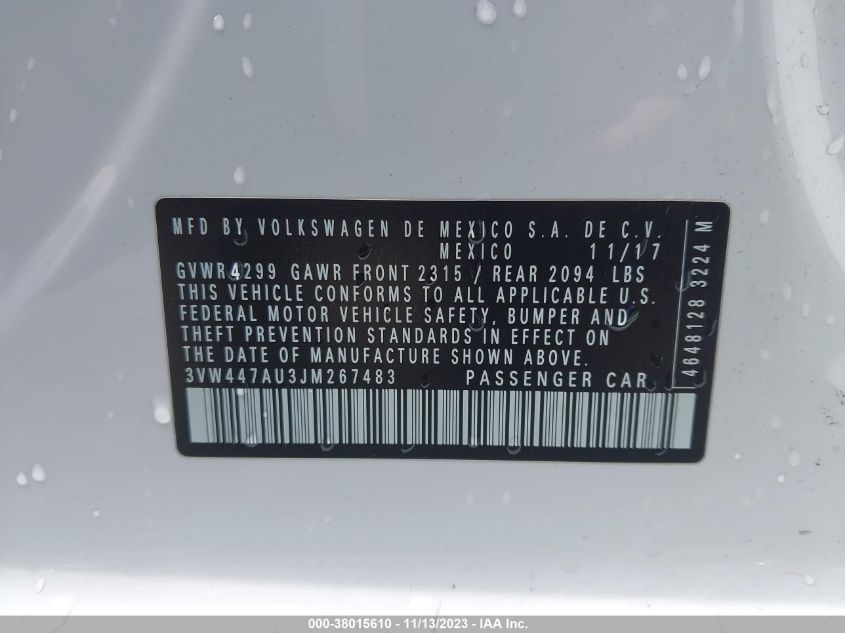 MFD BY VOLKSWAGEN DE MEXICO S.A. DE C.V.
MEXICO 11/17
GVWR4299 GAWR FRONT 2315 / REAR 2094 LBS
THIS VEHICLE CONFORMS TO ALL APPLICABLE U.S.
FEDERAL MOTOR VEHICLE SAFETY, BUMPER AND
THEFT PREVENTION STANDARDS IN EFFECT ON
THE DATE OF MANUFACTURE SHOWN ABOVE.
3VW447AU3JM267483 PASSENGER CAR
4648128 3224 M
000-38015610 - 11/13/2023 - IAA Inc.